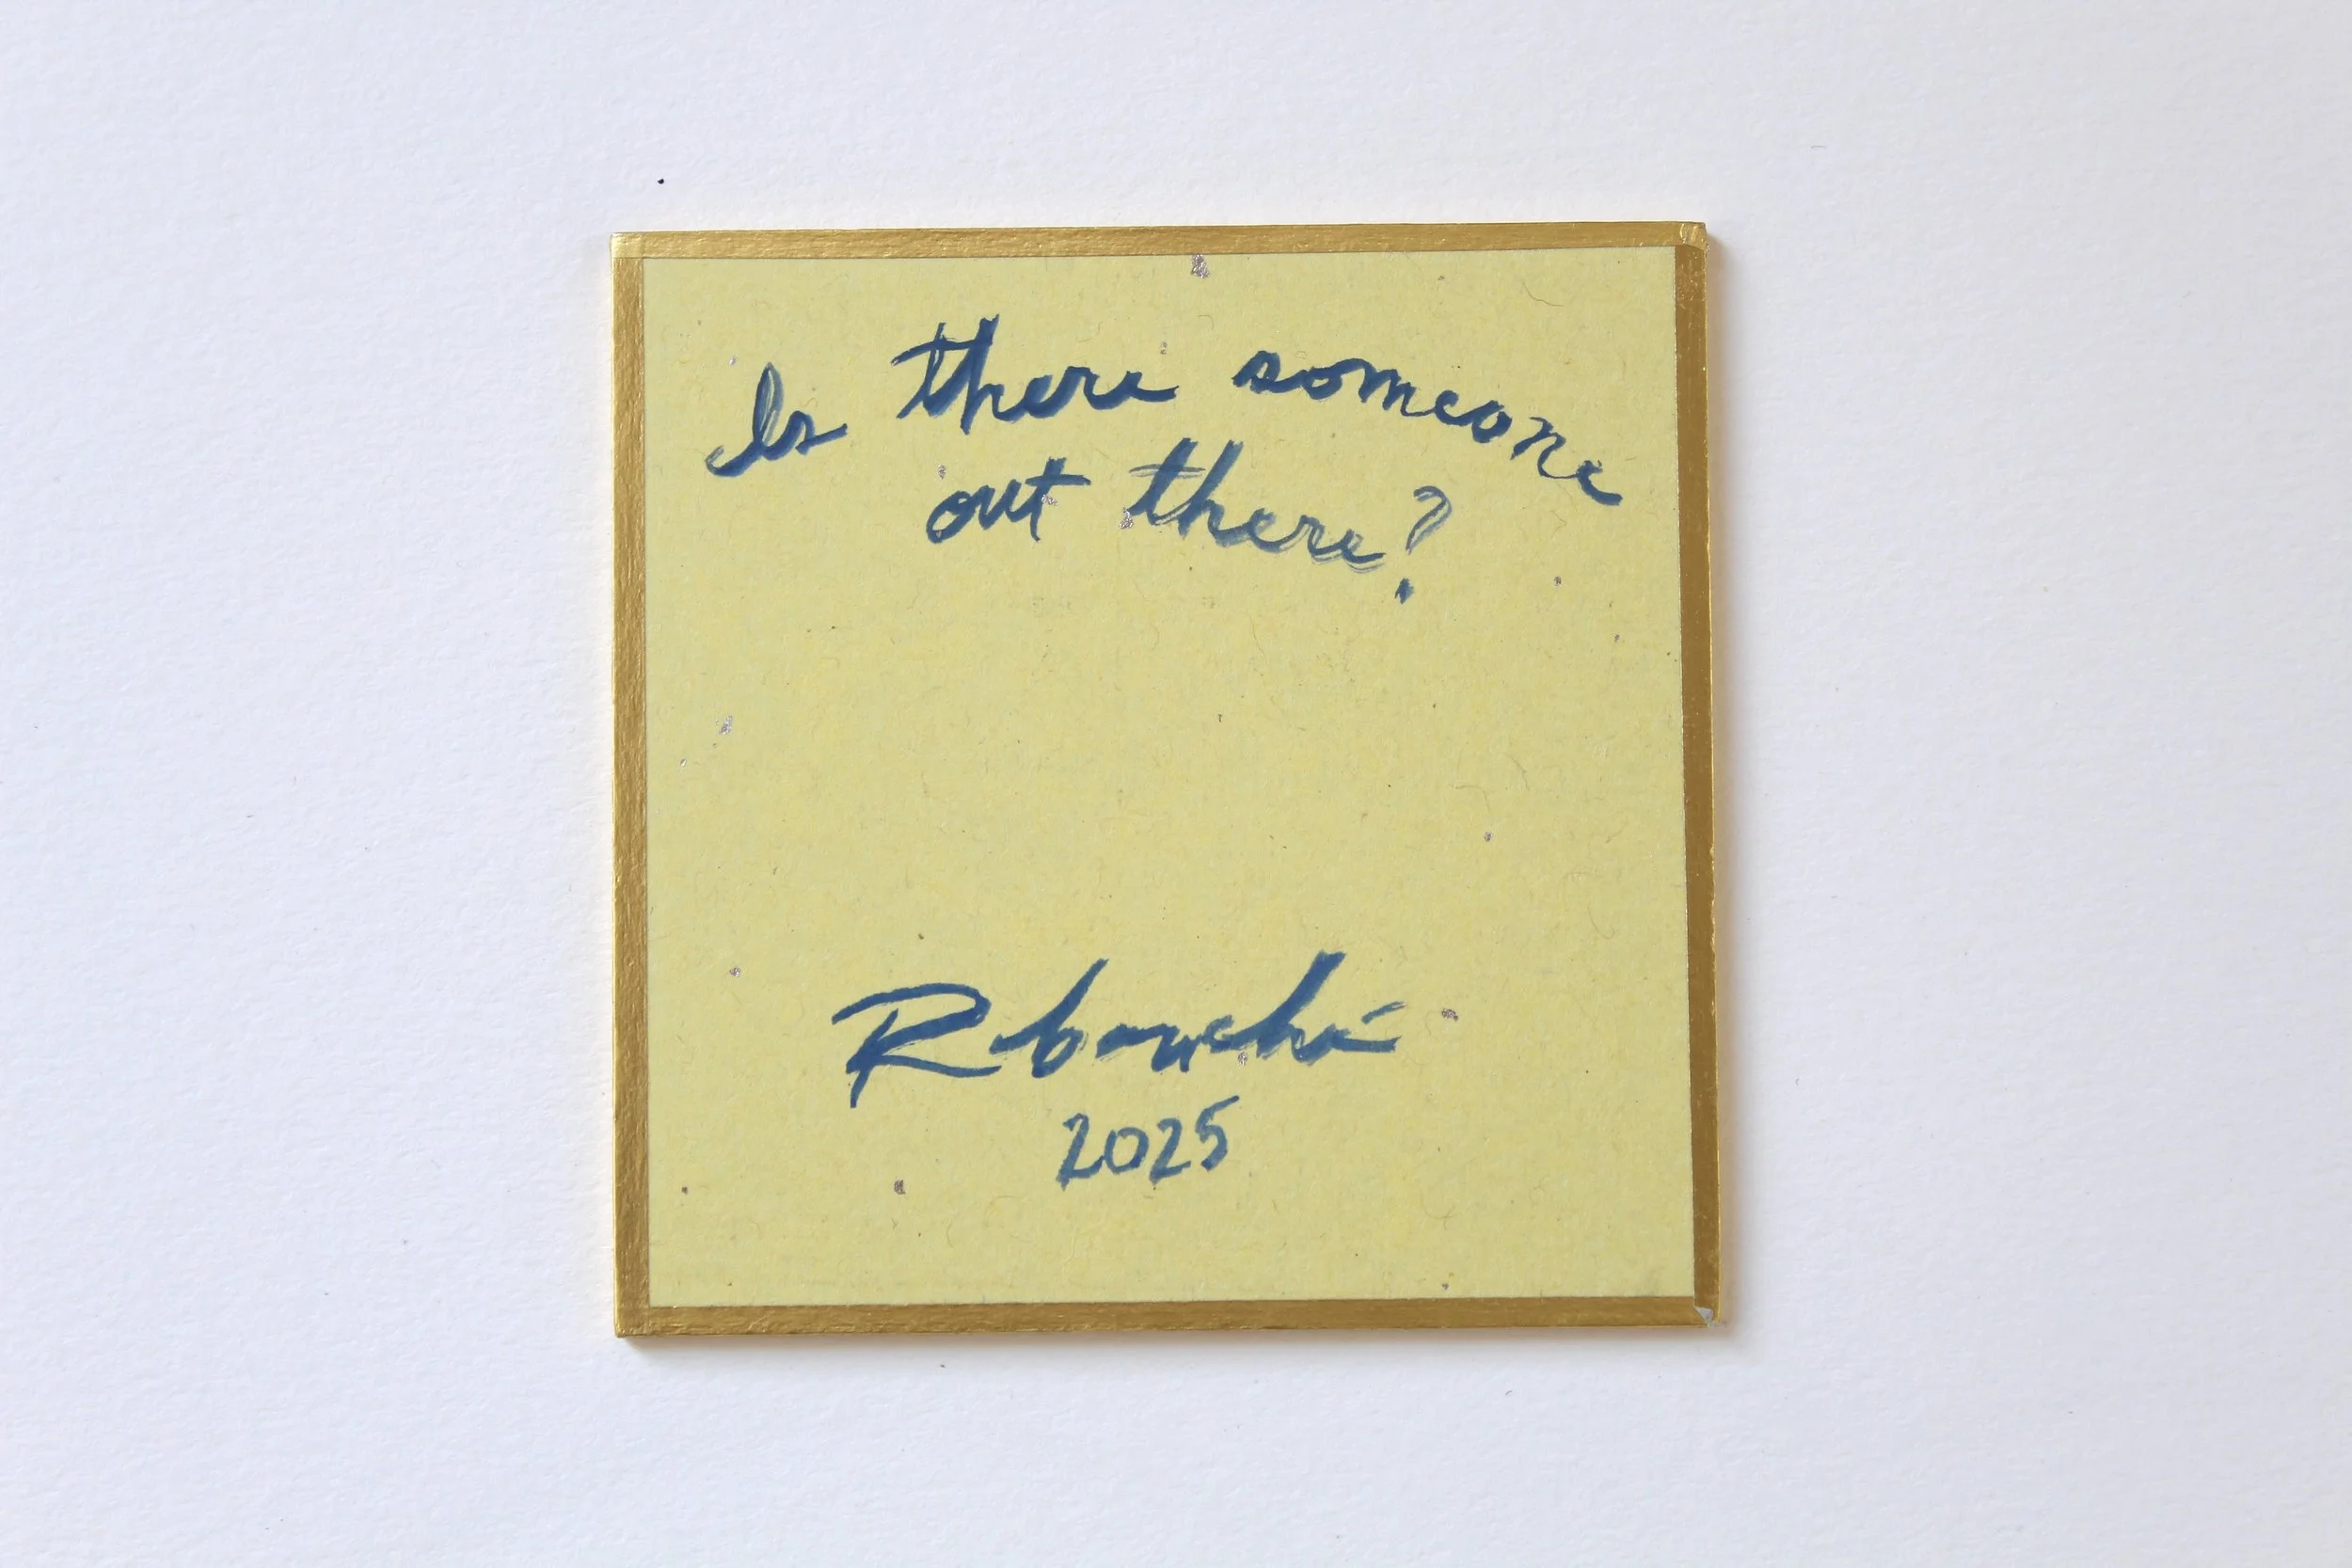 Is there someone
out there?
2025